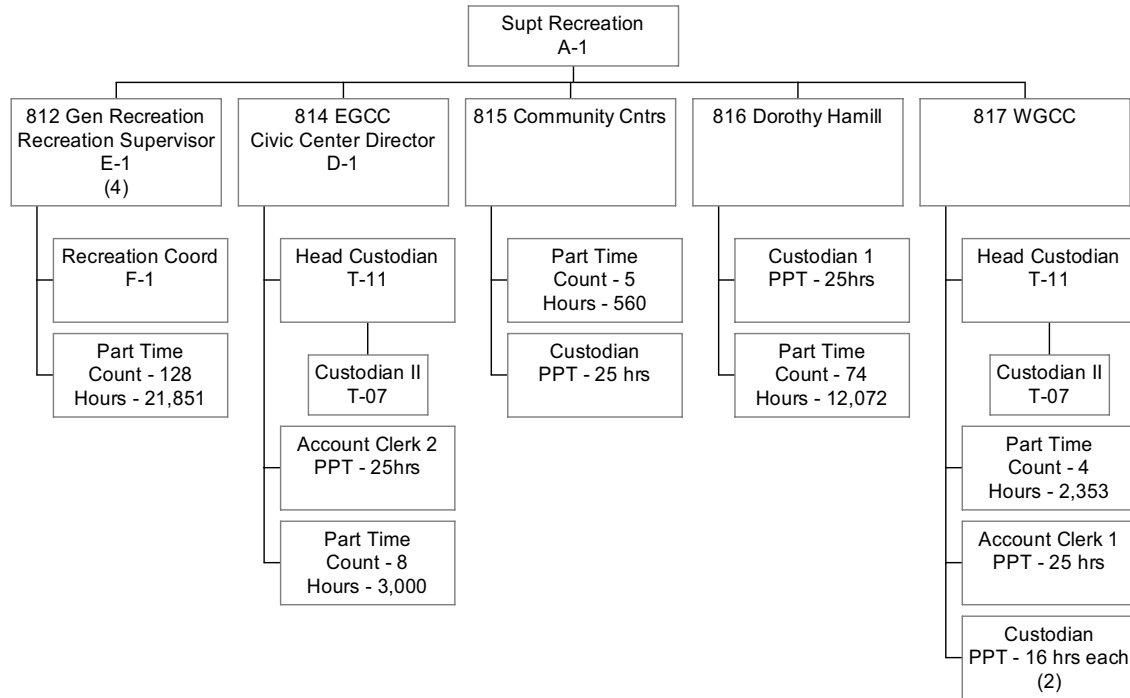 Supt Recreation
A-1
812 Gen Recreation
Recreation Supervisor
E-1
(4)
814 EGCC
Civic Center Director
D-1
815 Community Cntrs
816 Dorothy Hamill
817 WGCC
Recreation Coord
F-1
Part Time
Count - 128
Hours - 21,851
Head Custodian
T-11
Custodian II
T-07
Account Clerk 2
PPT - 25hrs
Part Time
Count - 8
Hours - 3,000
Part Time
Count - 5
Hours - 560
Custodian
PPT - 25 hrs
Custodian 1
PPT - 25hrs
Part Time
Count - 74
Hours - 12,072
Head Custodian
T-11
Custodian II
T-07
Part Time
Count - 4
Hours - 2,353
Account Clerk 1
PPT - 25 hrs
Custodian
PPT - 16 hrs each
(2)